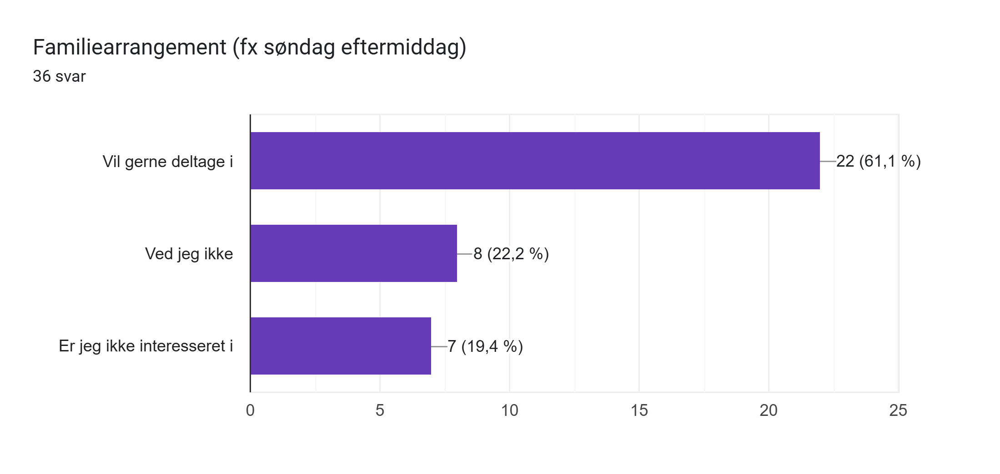 Familiearrangement (fx søndag eftermiddag)
36 svar
Vil gerne deltage i
22 (61,1 %)
Ved jeg ikke
8 (22,2 %)
Er jeg ikke interesseret i
7 (19,4 %)
0 5 10 15 20 25